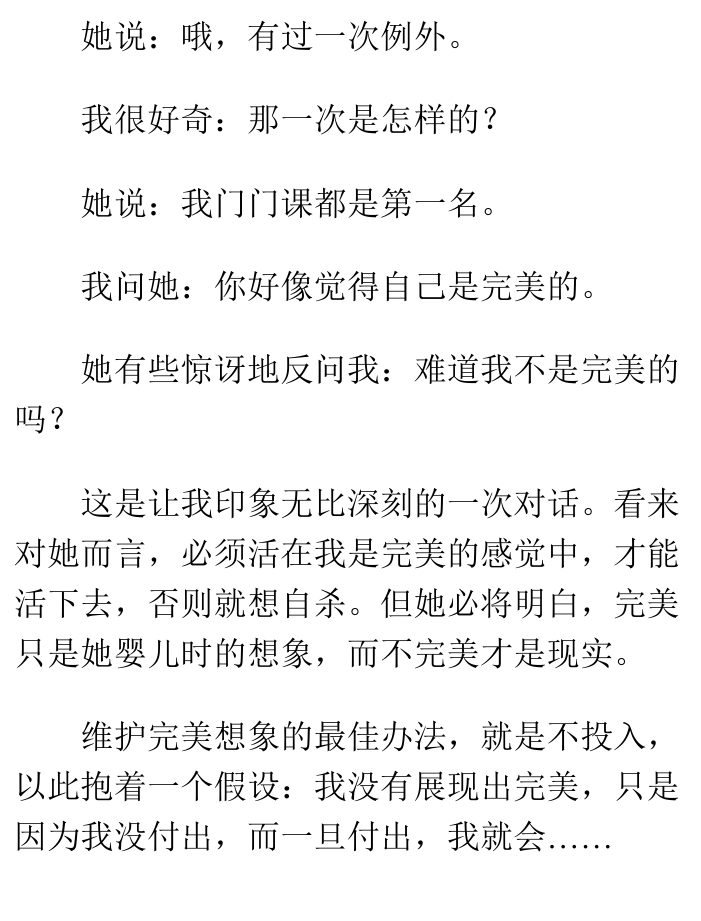 她说：哦，有过一次例外。
我很好奇：那一次是怎样的？
她说：我门门课都是第一名。
我问她：你好像觉得自己是完美的。
她有些惊讶地反问我：难道我不是完美的
吗？
这是让我印象无比深刻的一次对话。看来
对她而言，必须活在我是完美的感觉中，才能
活下去，否则就想自杀。但她必将明白，完美
只是她婴儿时的想象，而不完美才是现实。
维护完美想象的最佳办法，就是不投入，
以此抱着一个假设：我没有展现出完美，只是
因为我没付出，而一旦付出，我就会……